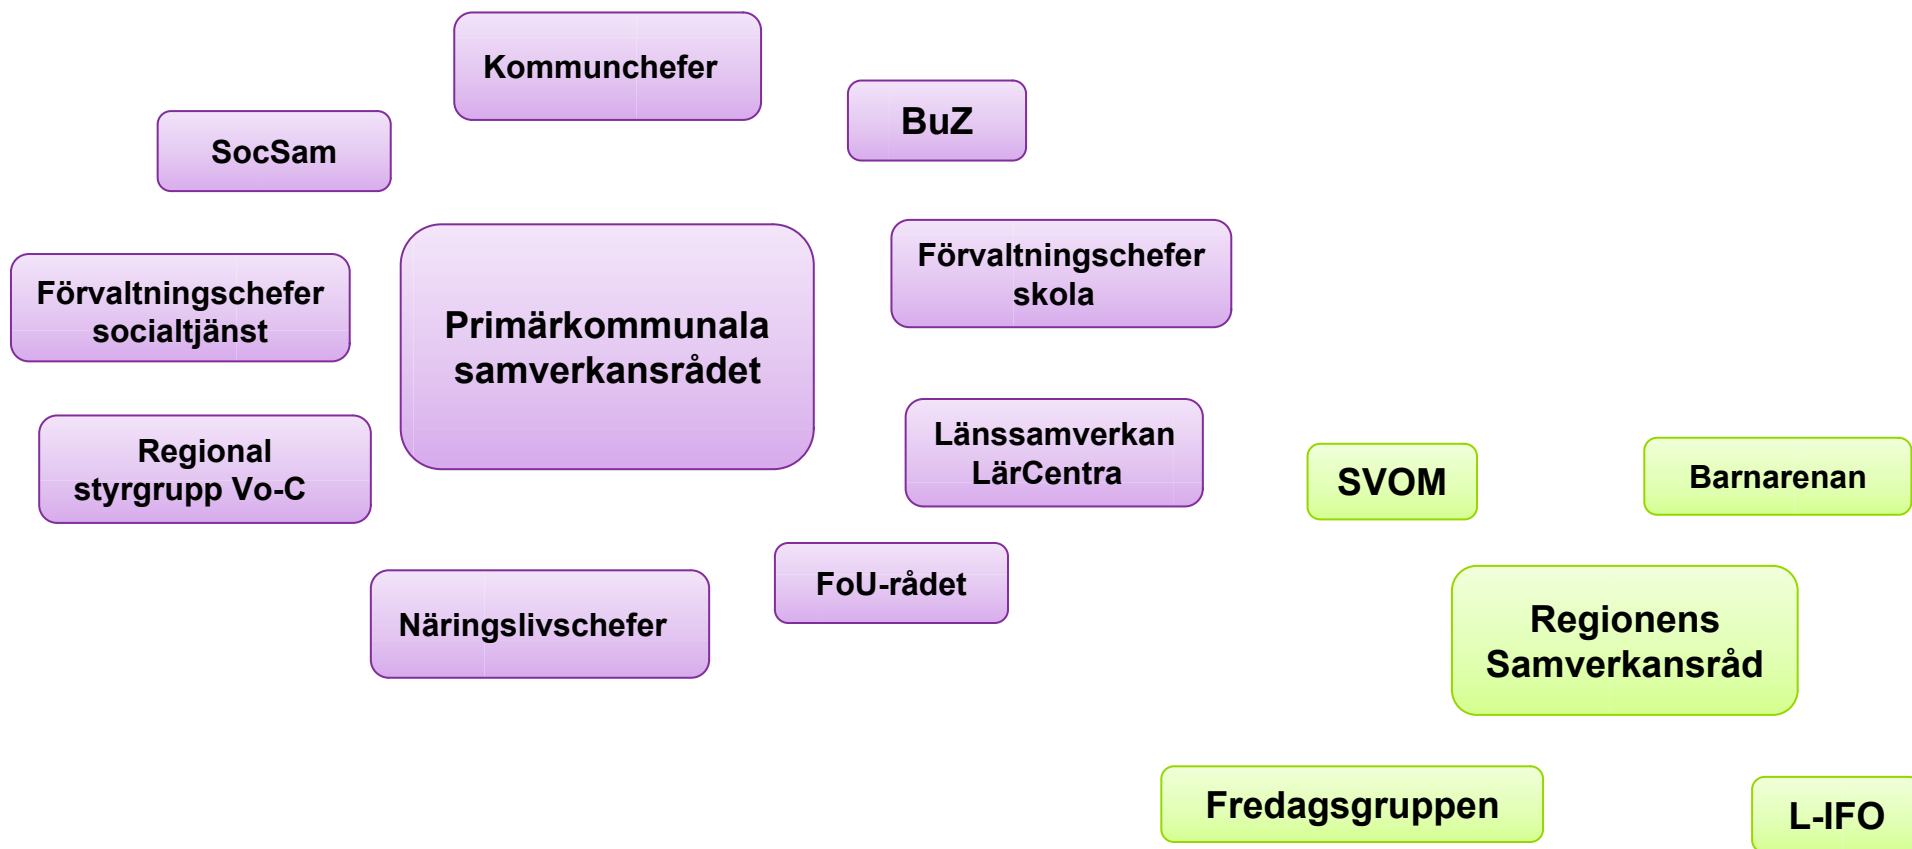 Kommunchefer
BuZ
SocSam
Förvaltningschefer
skola
Förvaltningschefer
socialtjänst
Primärkommunala
samverkansrådet
Länssamverkan
LärCentra
Regional
styrgrupp Vo-C
SVOM
Barnarenan
FoU-rådet
Näringslivschefer
Regionens
Samverkansråd
Fredagsgruppen
L-IFO